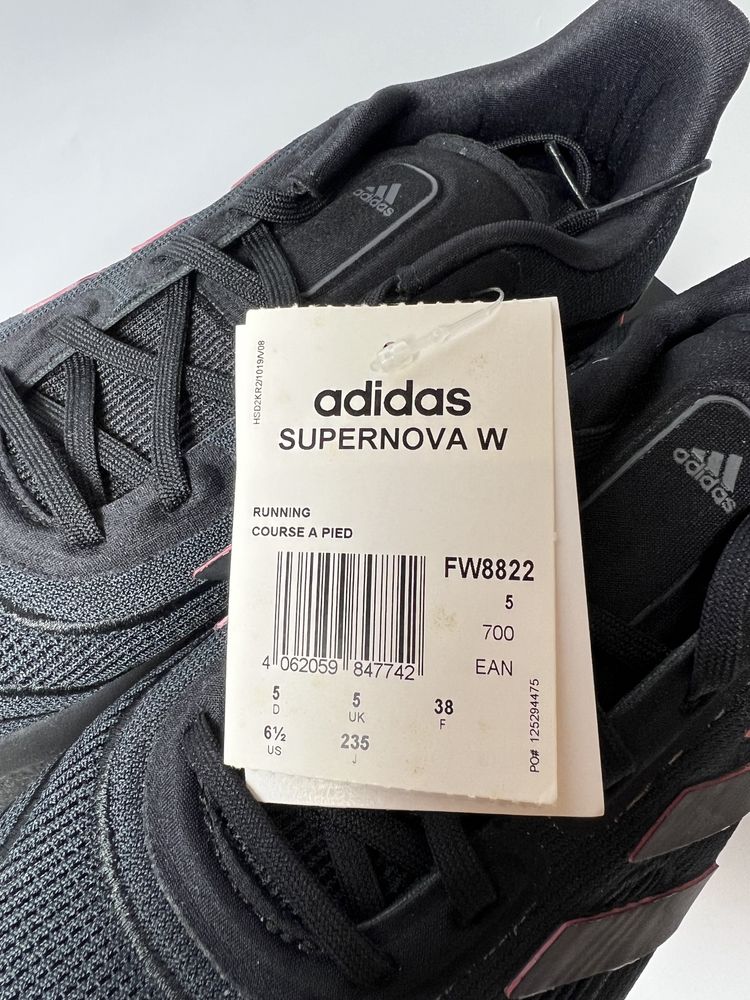 adidas
adidas
HSD2KR2/1019/V08
adidas
SUPERNOVA W
RUNNING
COURSE A PIED
FW8822
5
700
EAN
4 062059 847742
5 5 38
D UK F
6½ 235
US J
PO# 125294475